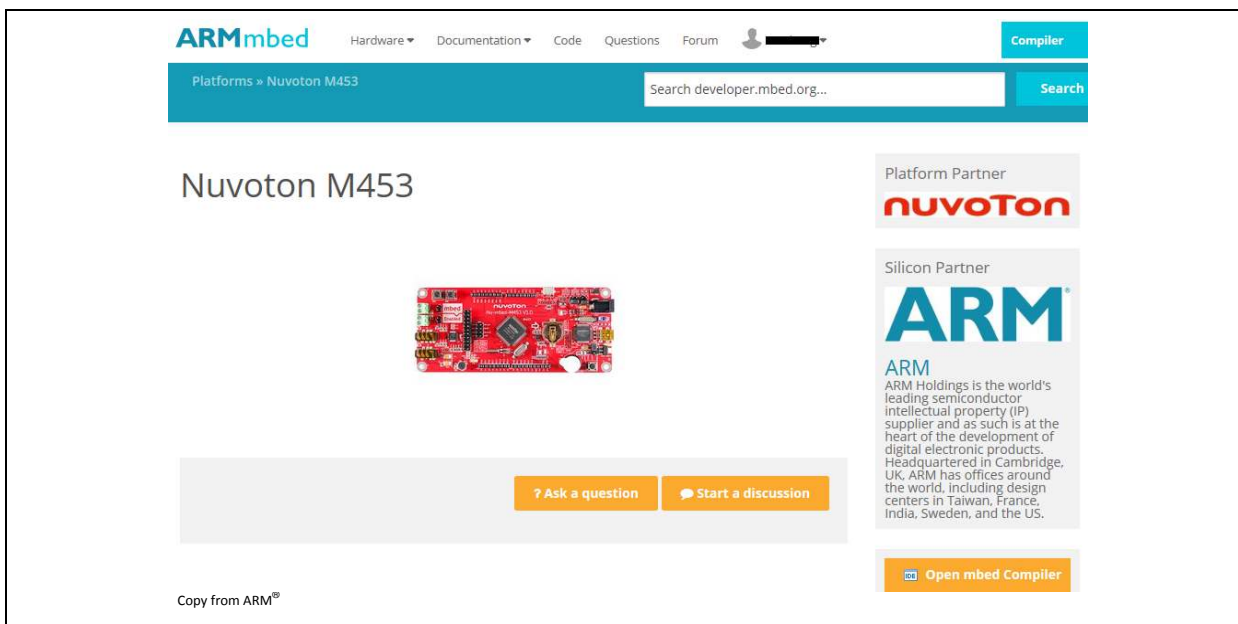 ARMmbed
Hardware Documentation Code Questions Forum
Compiler
Platforms » Nuvoton M453
Search developer.mbed.org...
Search
Nuvoton M453
nuvoTon
mbed
Enabled
Platform Partner
nuvoTon
Silicon Partner
ARM®
ARM
ARM Holdings is the world's
leading semiconductor
intellectual property (IP)
supplier and as such is at the
heart of the development of
digital electronic products.
Headquartered in Cambridge,
UK, ARM has offices around
the world, including design
centers in Taiwan, France,
India, Sweden, and the US.
? Ask a question
Start a discussion
Open mbed Compiler
Copy from ARM®